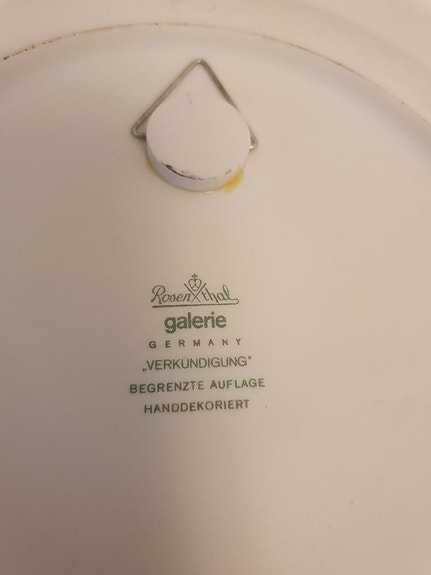 Rosenthal
galerie
GERMANY
„VERKÜNDIGUNG"
BEGRENZTE AUFLAGE
HANDDEKORIERT